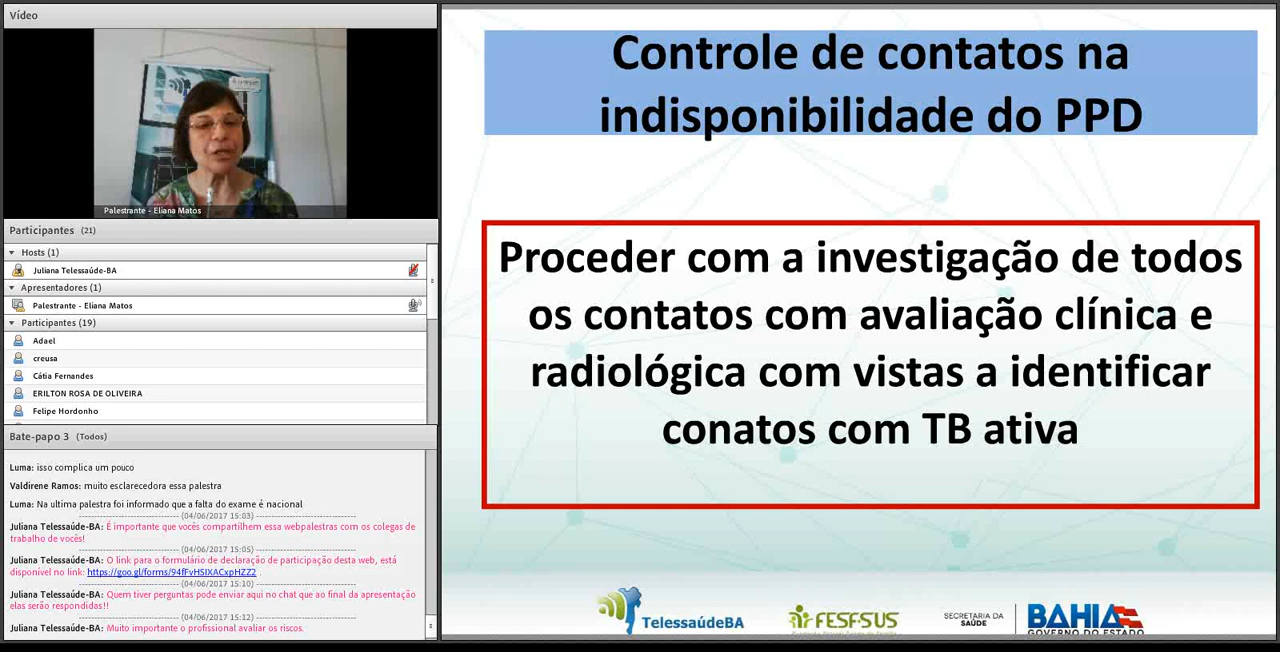 Vídeo
Palestrante - Eliana Matos
Participantes (21)
Hosts (1)
Juliana Telessaúde-BA
Apresentadores (1)
Palestrante - Eliana Matos
Participantes (19)
Adael
creusa
Cátia Fernandes
ERILTON ROSA DE OLIVEIRA
Felipe Hordonho
Bate-papo 3 (Todos)
Luma: isso complica um pouco
Valdirene Ramos: muito esclarecedora essa palestra
Luma: Na ultima palestra foi informado que a falta do exame é nacional
(04/06/2017 15:03)
Juliana Telessaúde-BA: É importante que vocês compartilhem essa webpalestras com os colegas de
trabalho de vocês!
(04/06/2017 15:05)
Juliana Telessaúde-BA: O link para o formulário de declaração de participação desta web, está
disponível no link: https://goo.gl/forms/94fFvHSIXACxpHZZ2 .
(04/06/2017 15:10)
Juliana Telessaúde-BA: Quem tiver perguntas pode enviar aqui no chat que ao final da apresentação
elas serão respondidas!!
(04/06/2017 15:12)
Juliana Telessaúde-BA: Muito importante o profissional avaliar os riscos.
Controle de contatos na
indisponibilidade do PPD
Proceder com a investigação de todos
os contatos com avaliação clínica e
radiológica com vistas a identificar
conatos com TB ativa
TelessaúdeBA
FESF-SUS
SECRETARIA DA
SAÚDE
BAHIA
GOVERNO DO ESTADO